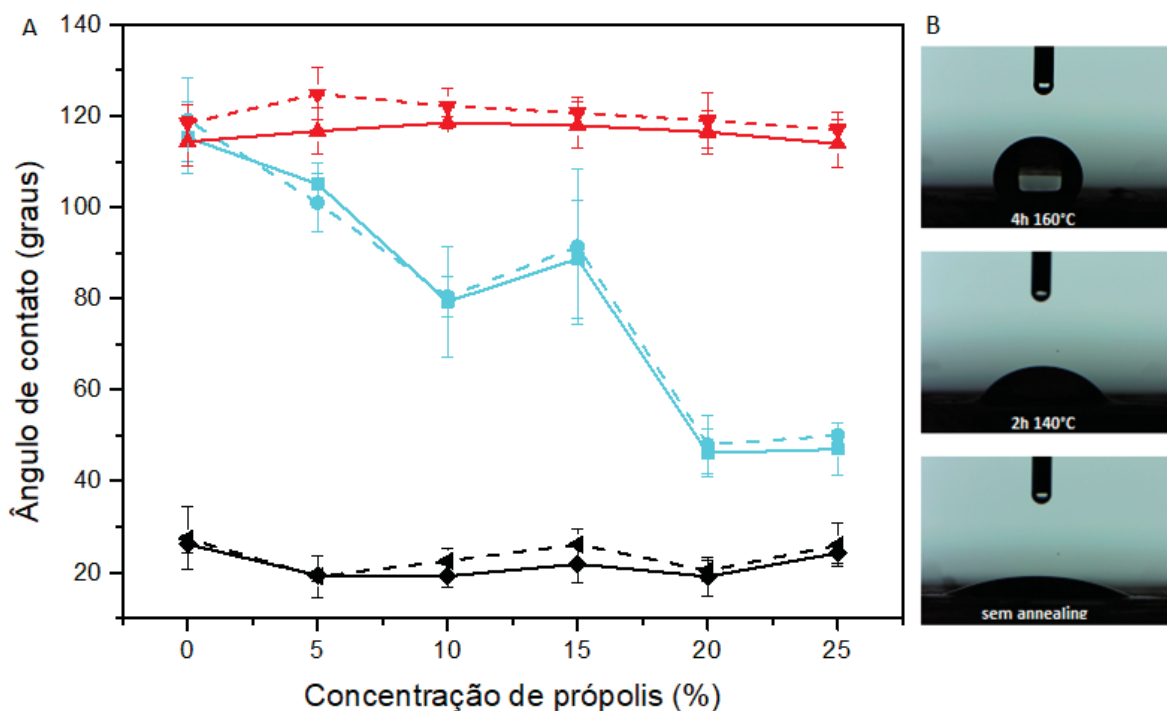 A
B
140
120
100
80
60
40
20
Ângulo de contato (graus)
0
5
10
15
20
25
Concentração de própolis (%)
4h 160°C
2h 140°C
sem annealing